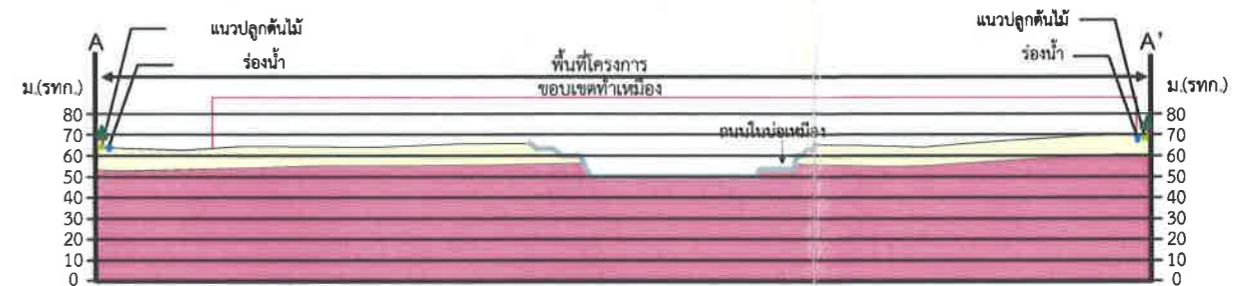 แนวปลูกต้นไม้
แนวปลูกต้นไม้
A
A'
ร่องน้ำ
ร่องน้ำ
พื้นที่โครงการ
ม.(รทก.)
ขอบเขตทำเหมือง
ม.(รทก.)
80
80
70
ถนนในบ่อเหมือง
70
60
60
50
50
40
40
30
30
20
20
10
10
0
0